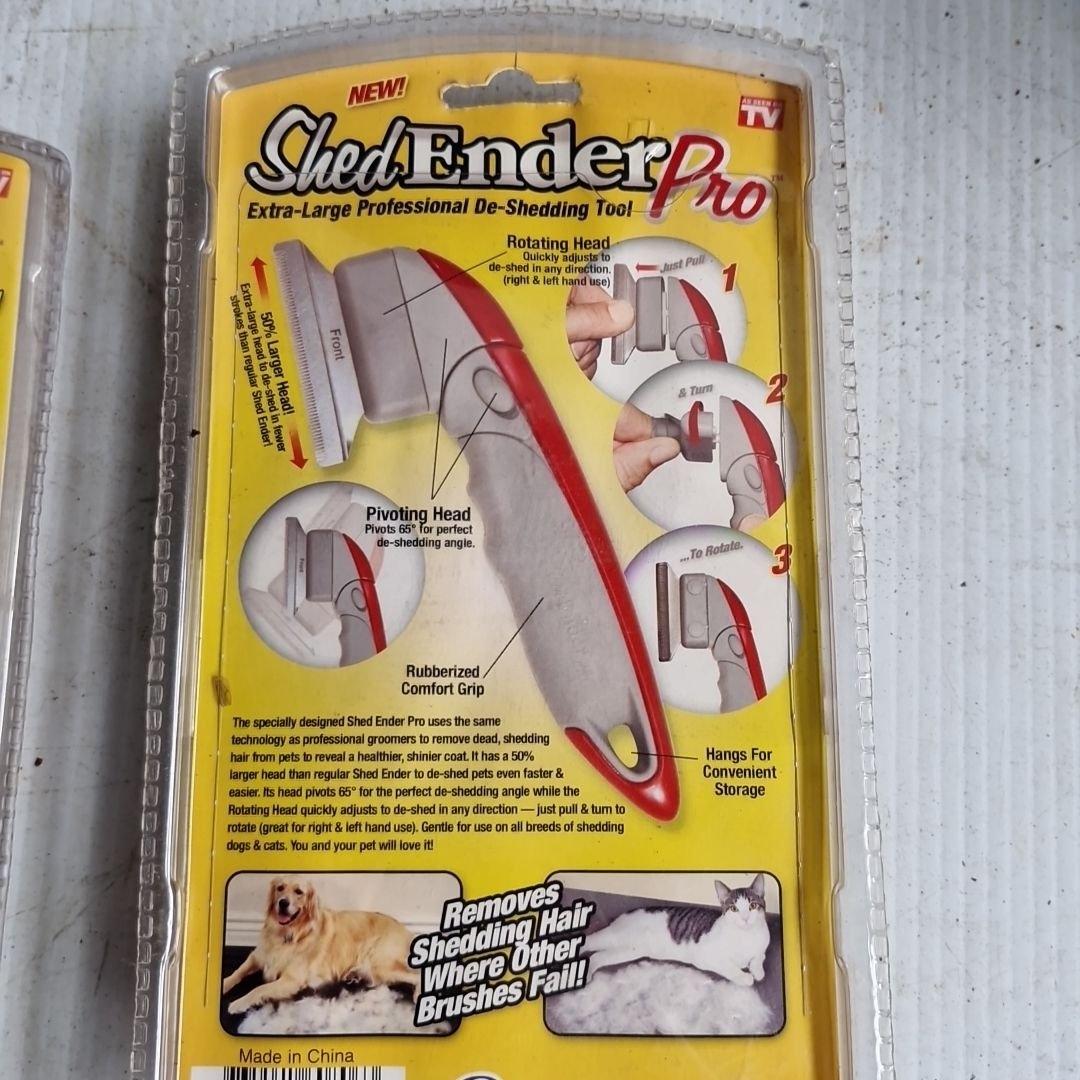 NEW!
AS SEEN ON
TV
Shed Ender Pro™
Extra-Large Professional De-Shedding Tool
Rotating Head
Quickly adjusts to
de-shed in any direction.
(right & left hand use)
Just Pull
1
50% Larger Head!
Extra-large head to de-shed in fewer
strokes than regular Shed Ender!
Front
& Turn
2
Pivoting Head
Pivots 65° for perfect
de-shedding angle.
Front
...To Rotate.
3
Rubberized
Comfort Grip
The specially designed Shed Ender Pro uses the same
technology as professional groomers to remove dead, shedding
hair from pets to reveal a healthier, shinier coat. It has a 50%
larger head than regular Shed Ender to de-shed pets even faster &
easier. Its head pivots 65° for the perfect de-shedding angle while the
Rotating Head quickly adjusts to de-shed in any direction — just pull & turn to
rotate (great for right & left hand use). Gentle for use on all breeds of shedding
dogs & cats. You and your pet will love it!
Hangs For
Convenient
Storage
Removes
Shedding Hair
Where Other
Brushes Fail!
Made in China